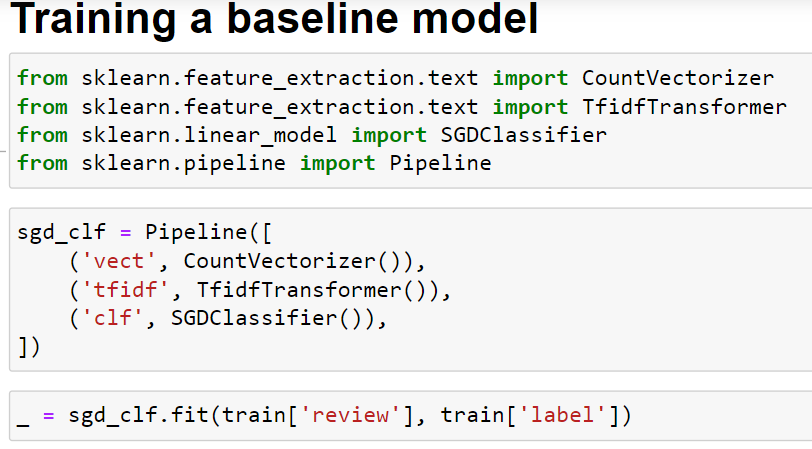 Training a baseline model
from sklearn.feature_extraction.text import CountVectorizer
from sklearn.feature_extraction.text import TfidfTransformer
from sklearn.linear_model import SGDClassifier
from sklearn.pipeline import Pipeline
sgd_clf = Pipeline([
    ('vect', CountVectorizer()),
    ('tfidf', TfidfTransformer()),
    ('clf', SGDClassifier()),
])
_ = sgd_clf.fit(train['review'], train['label'])